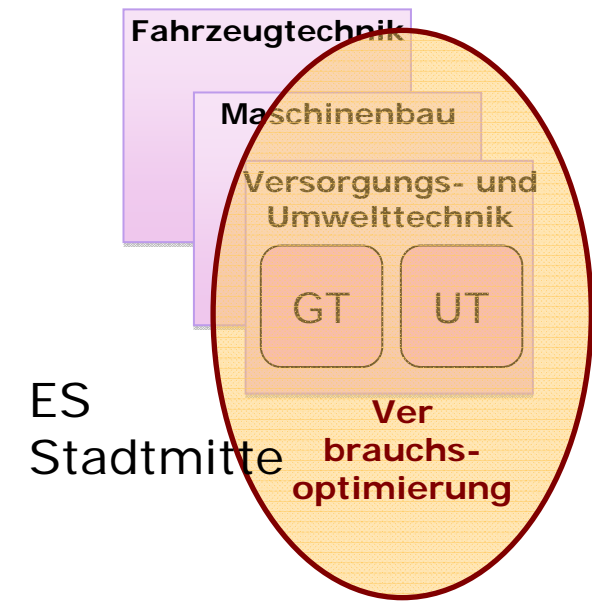 Fahrzeugtechnik
Maschinenbau
Versorgungs- und
Umwelttechnik
GT UT
ES
Stadtmitte
Ver
brauchs-
optimierung